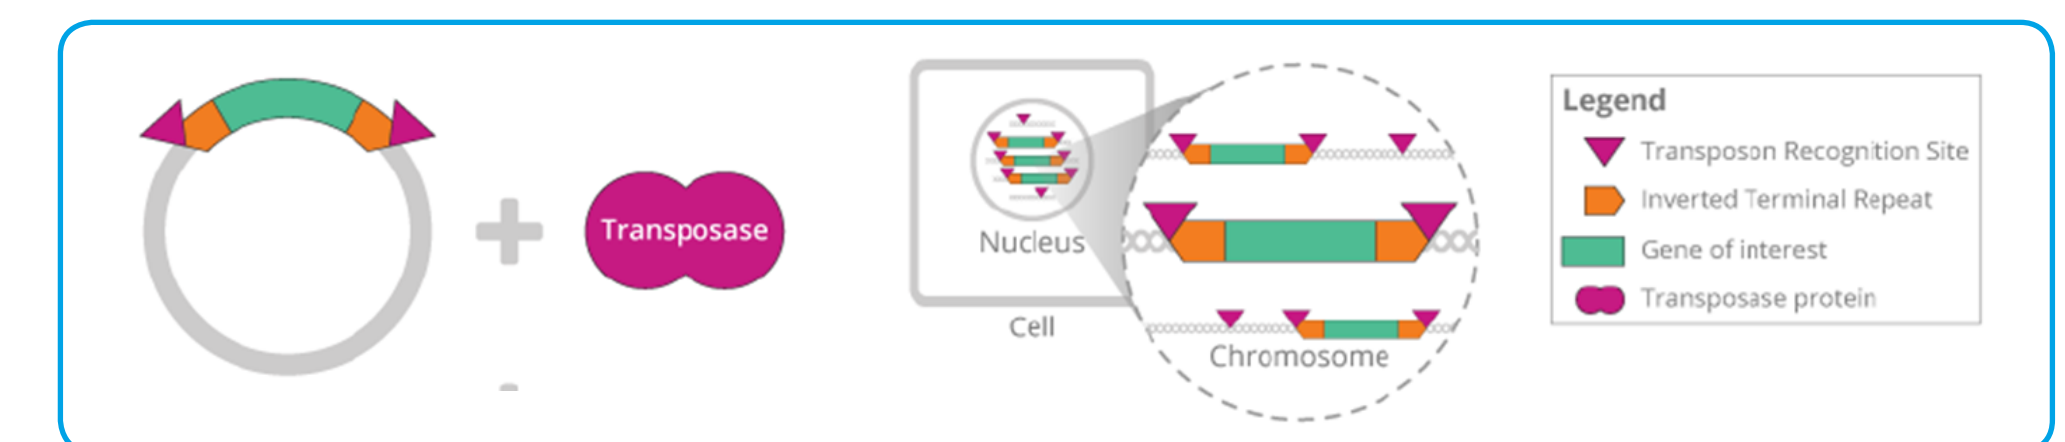 Transposase
Nucleus
Cell
Chromosome
Legend
Transposon Recognition Site
Inverted Terminal Repeat
Gene of interest
Transposase protein